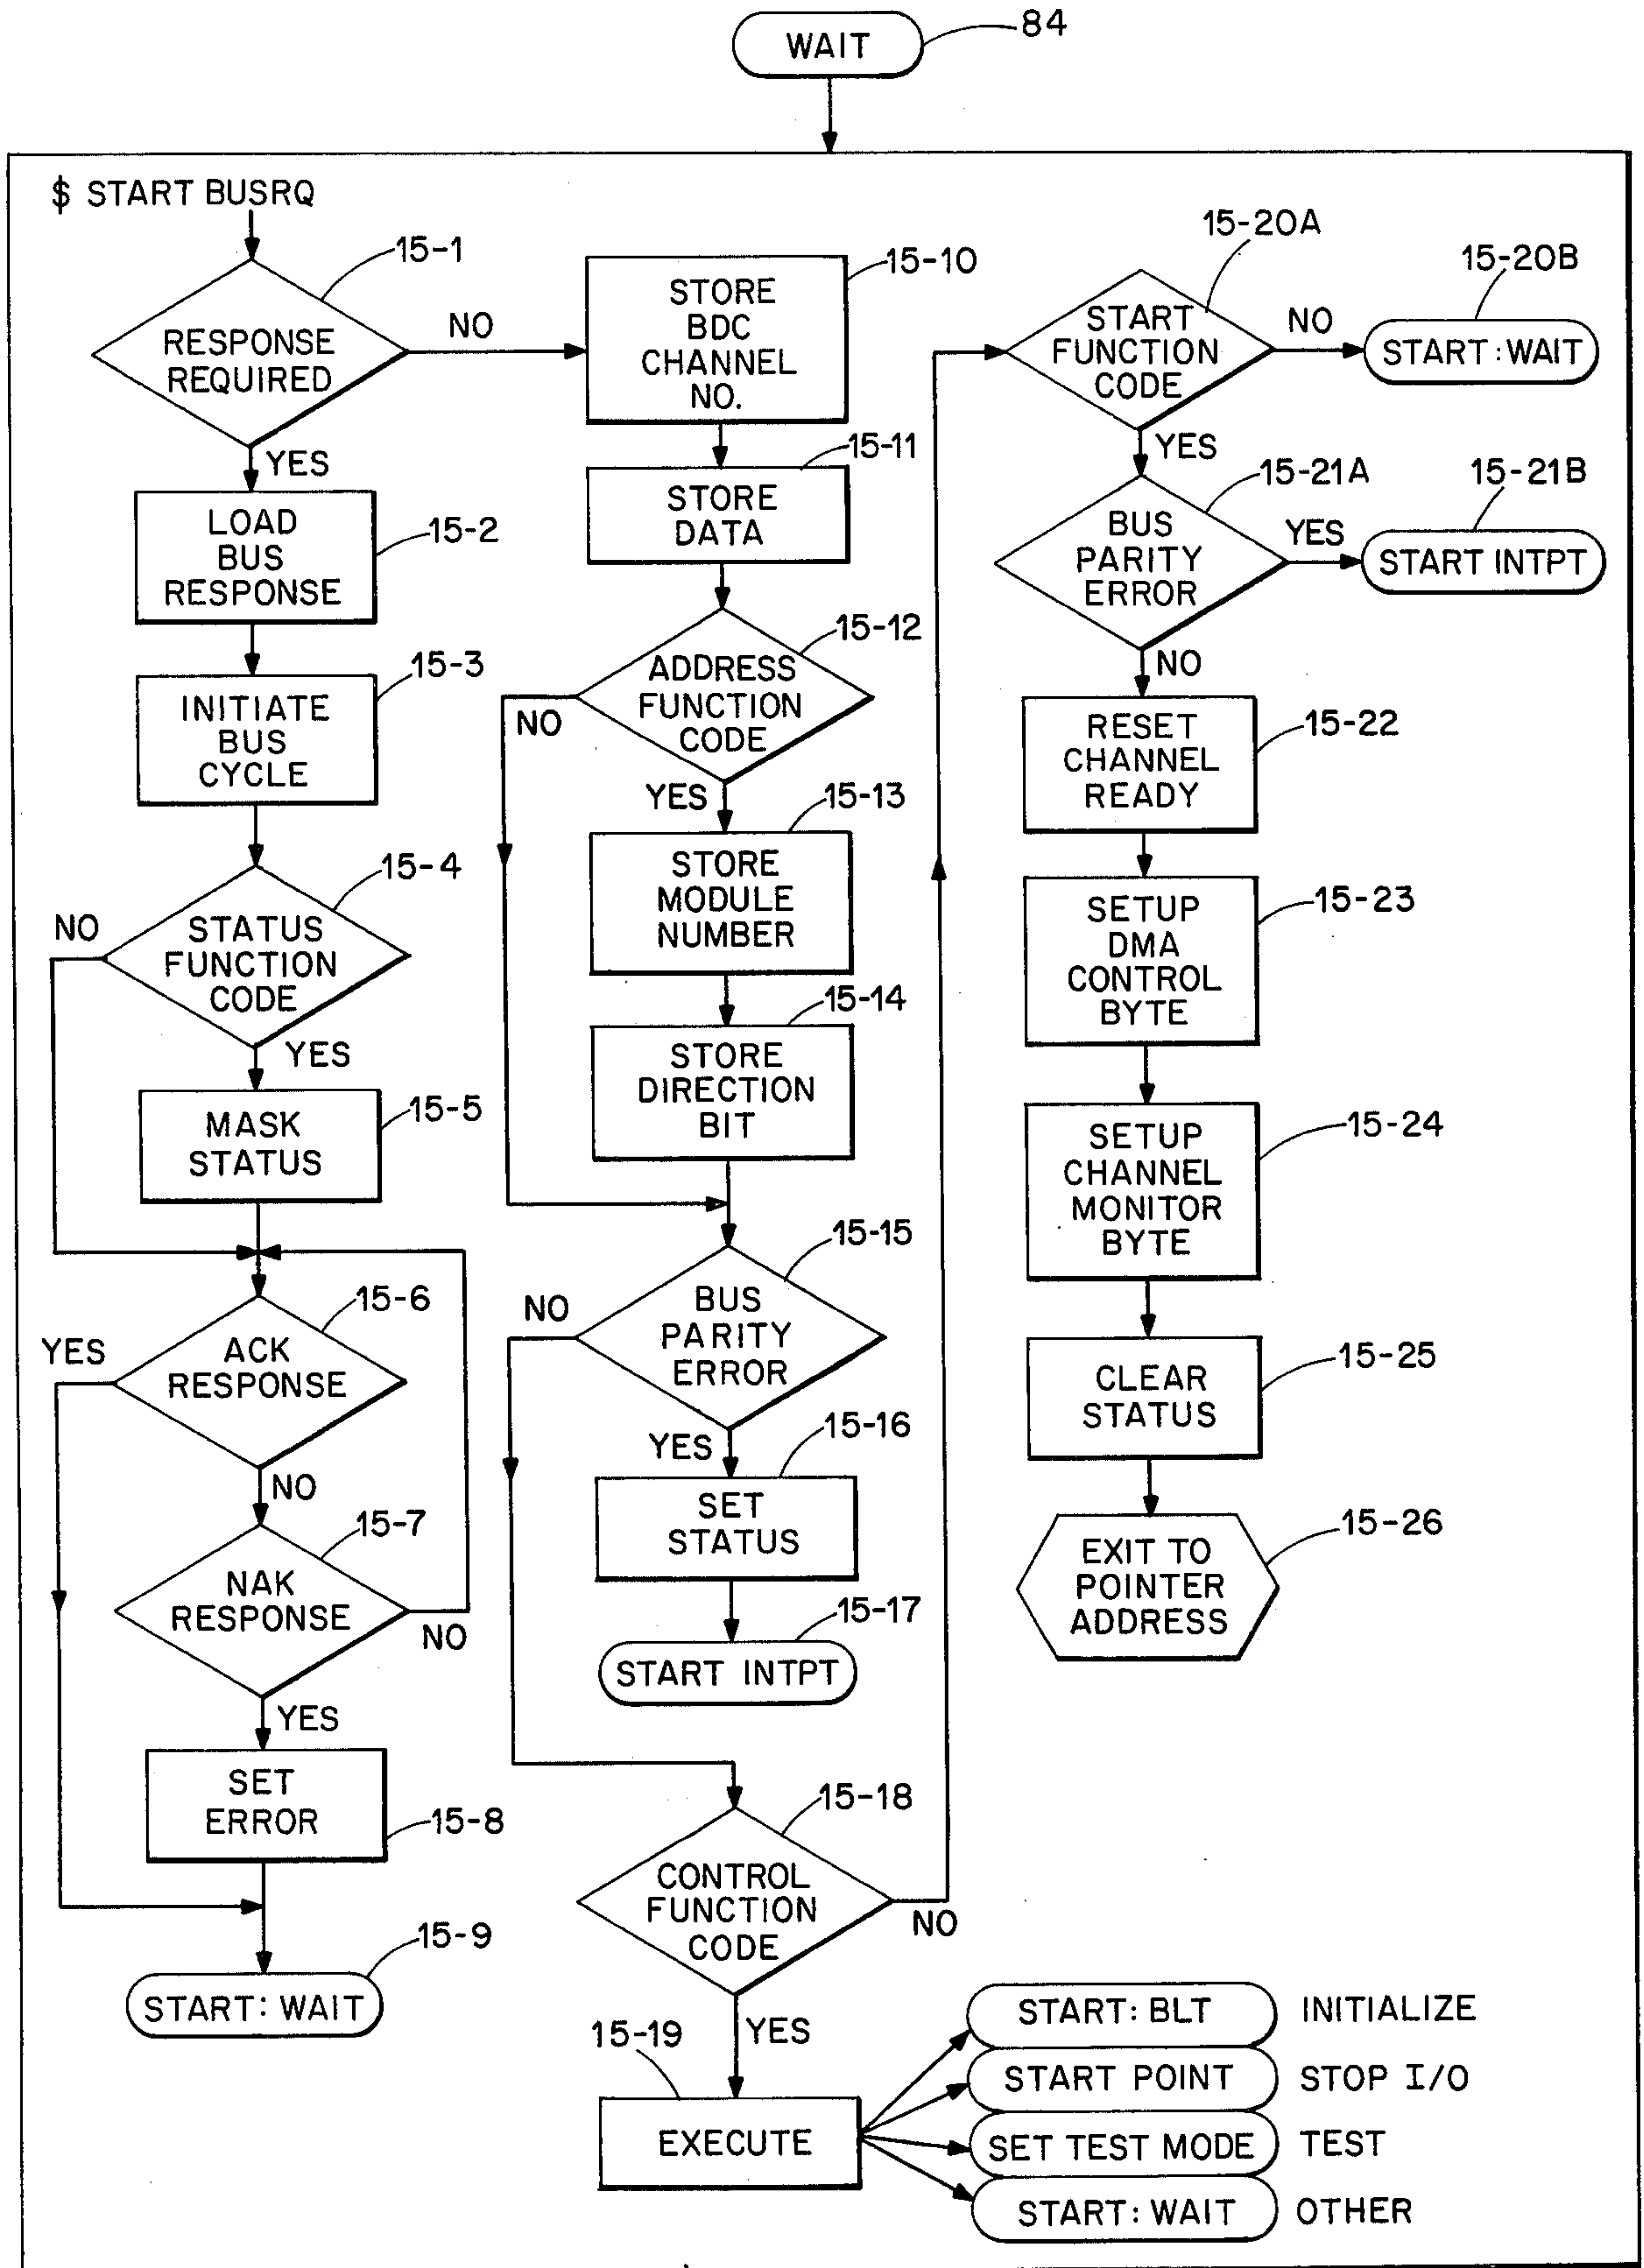 WAIT
84
$ START BUSRQ
15-1
RESPONSE
REQUIRED
NO
YES
LOAD
BUS
RESPONSE
15-2
INITIATE
BUS
CYCLE
15-3
STATUS
FUNCTION
CODE
15-4
NO
YES
MASK
STATUS
15-5
ACK
RESPONSE
15-6
YES
NO
NAK
RESPONSE
15-7
NO
YES
SET
ERROR
15-8
START: WAIT
15-9
STORE
BDC
CHANNEL
NO.
15-10
STORE
DATA
15-11
ADDRESS
FUNCTION
CODE
15-12
NO
YES
STORE
MODULE
NUMBER
15-13
STORE
DIRECTION
BIT
15-14
BUS
PARITY
ERROR
15-15
NO
YES
SET
STATUS
15-16
START INTPT
15-17
CONTROL
FUNCTION
CODE
15-18
NO
YES
EXECUTE
15-19
START: BLT INITIALIZE
START POINT STOP I/O
SET TEST MODE TEST
START: WAIT OTHER
START
FUNCTION
CODE
15-20A
NO
START: WAIT
15-20B
YES
BUS
PARITY
ERROR
15-21A
YES
START INTPT
15-21B
NO
RESET
CHANNEL
READY
15-22
SETUP
DMA
CONTROL
BYTE
15-23
SETUP
CHANNEL
MONITOR
BYTE
15-24
CLEAR
STATUS
15-25
EXIT TO
POINTER
ADDRESS
15-26